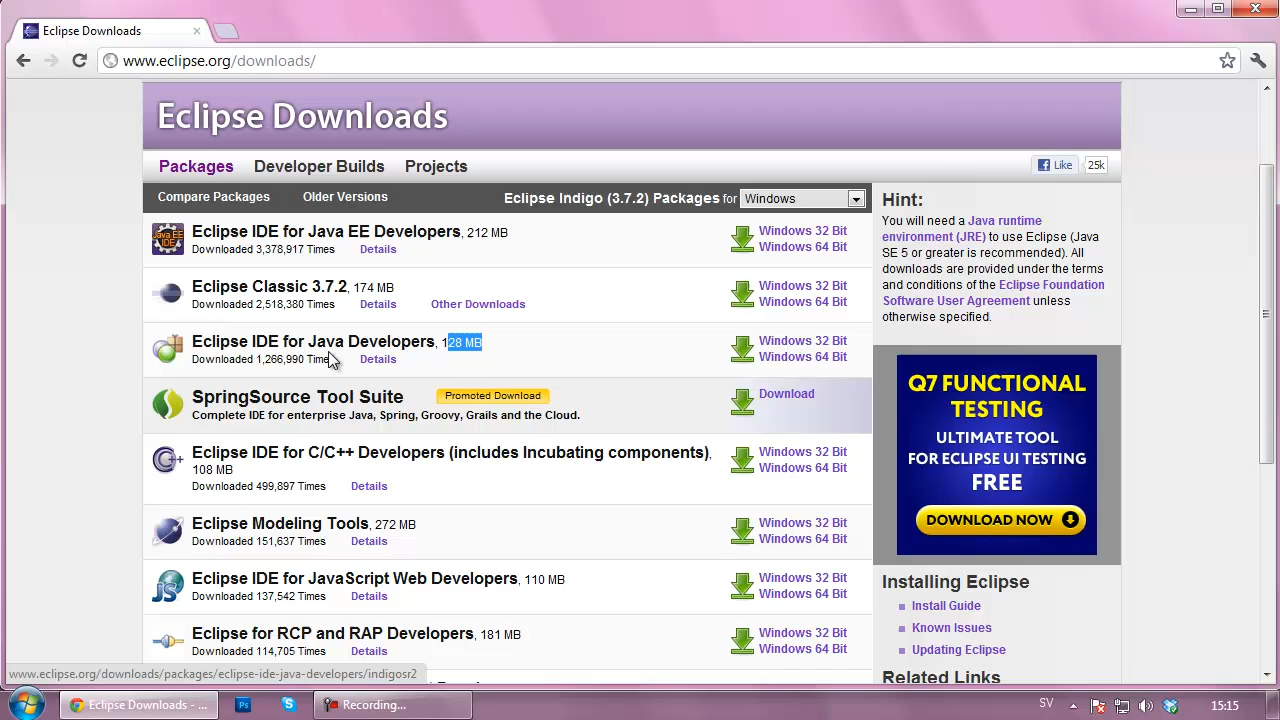 Eclipse Downloads
www.eclipse.org/downloads/
Eclipse Downloads
Packages Developer Builds Projects
Like 25k
Compare Packages Older Versions Eclipse Indigo (3.7.2) Packages for Windows
Eclipse IDE for Java EE Developers, 212 MB
Downloaded 3,378,917 Times Details
Windows 32 Bit
Windows 64 Bit
Eclipse Classic 3.7.2, 174 MB
Downloaded 2,518,380 Times Details Other Downloads
Windows 32 Bit
Windows 64 Bit
Eclipse IDE for Java Developers, 128 MB
Downloaded 1,266,990 Times Details
Windows 32 Bit
Windows 64 Bit
SpringSource Tool Suite Promoted Download
Complete IDE for enterprise Java, Spring, Groovy, Grails and the Cloud.
Download
Eclipse IDE for C/C++ Developers (includes Incubating components),
108 MB
Downloaded 499,897 Times Details
Windows 32 Bit
Windows 64 Bit
Eclipse Modeling Tools, 272 MB
Downloaded 151,637 Times Details
Windows 32 Bit
Windows 64 Bit
Eclipse IDE for JavaScript Web Developers, 110 MB
Downloaded 137,542 Times Details
Windows 32 Bit
Windows 64 Bit
Eclipse for RCP and RAP Developers, 181 MB
Downloaded 114,705 Times Details
Windows 32 Bit
Windows 64 Bit
Hint:
You will need a Java runtime
environment (JRE) to use Eclipse (Java
SE 5 or greater is recommended). All
downloads are provided under the terms
and conditions of the Eclipse Foundation
Software User Agreement unless
otherwise specified.
Q7 FUNCTIONAL
TESTING
ULTIMATE TOOL
FOR ECLIPSE UI TESTING
FREE
DOWNLOAD NOW
Installing Eclipse
Install Guide
Known Issues
Updating Eclipse
Related Links
www.eclipse.org/downloads/packages/eclipse-ide-java-developers/indigosr2
Eclipse Downloads - ... Ps Recording... SV 15:15